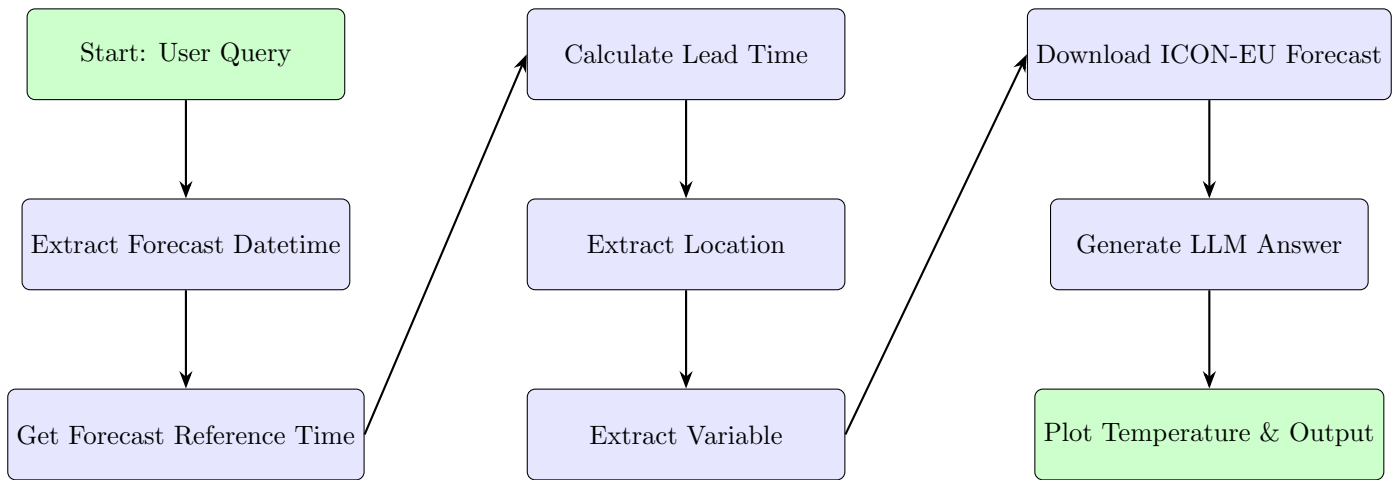 Start: User Query
Extract Forecast Datetime
Get Forecast Reference Time
Calculate Lead Time
Extract Location
Extract Variable
Download ICON-EU Forecast
Generate LLM Answer
Plot Temperature & Output